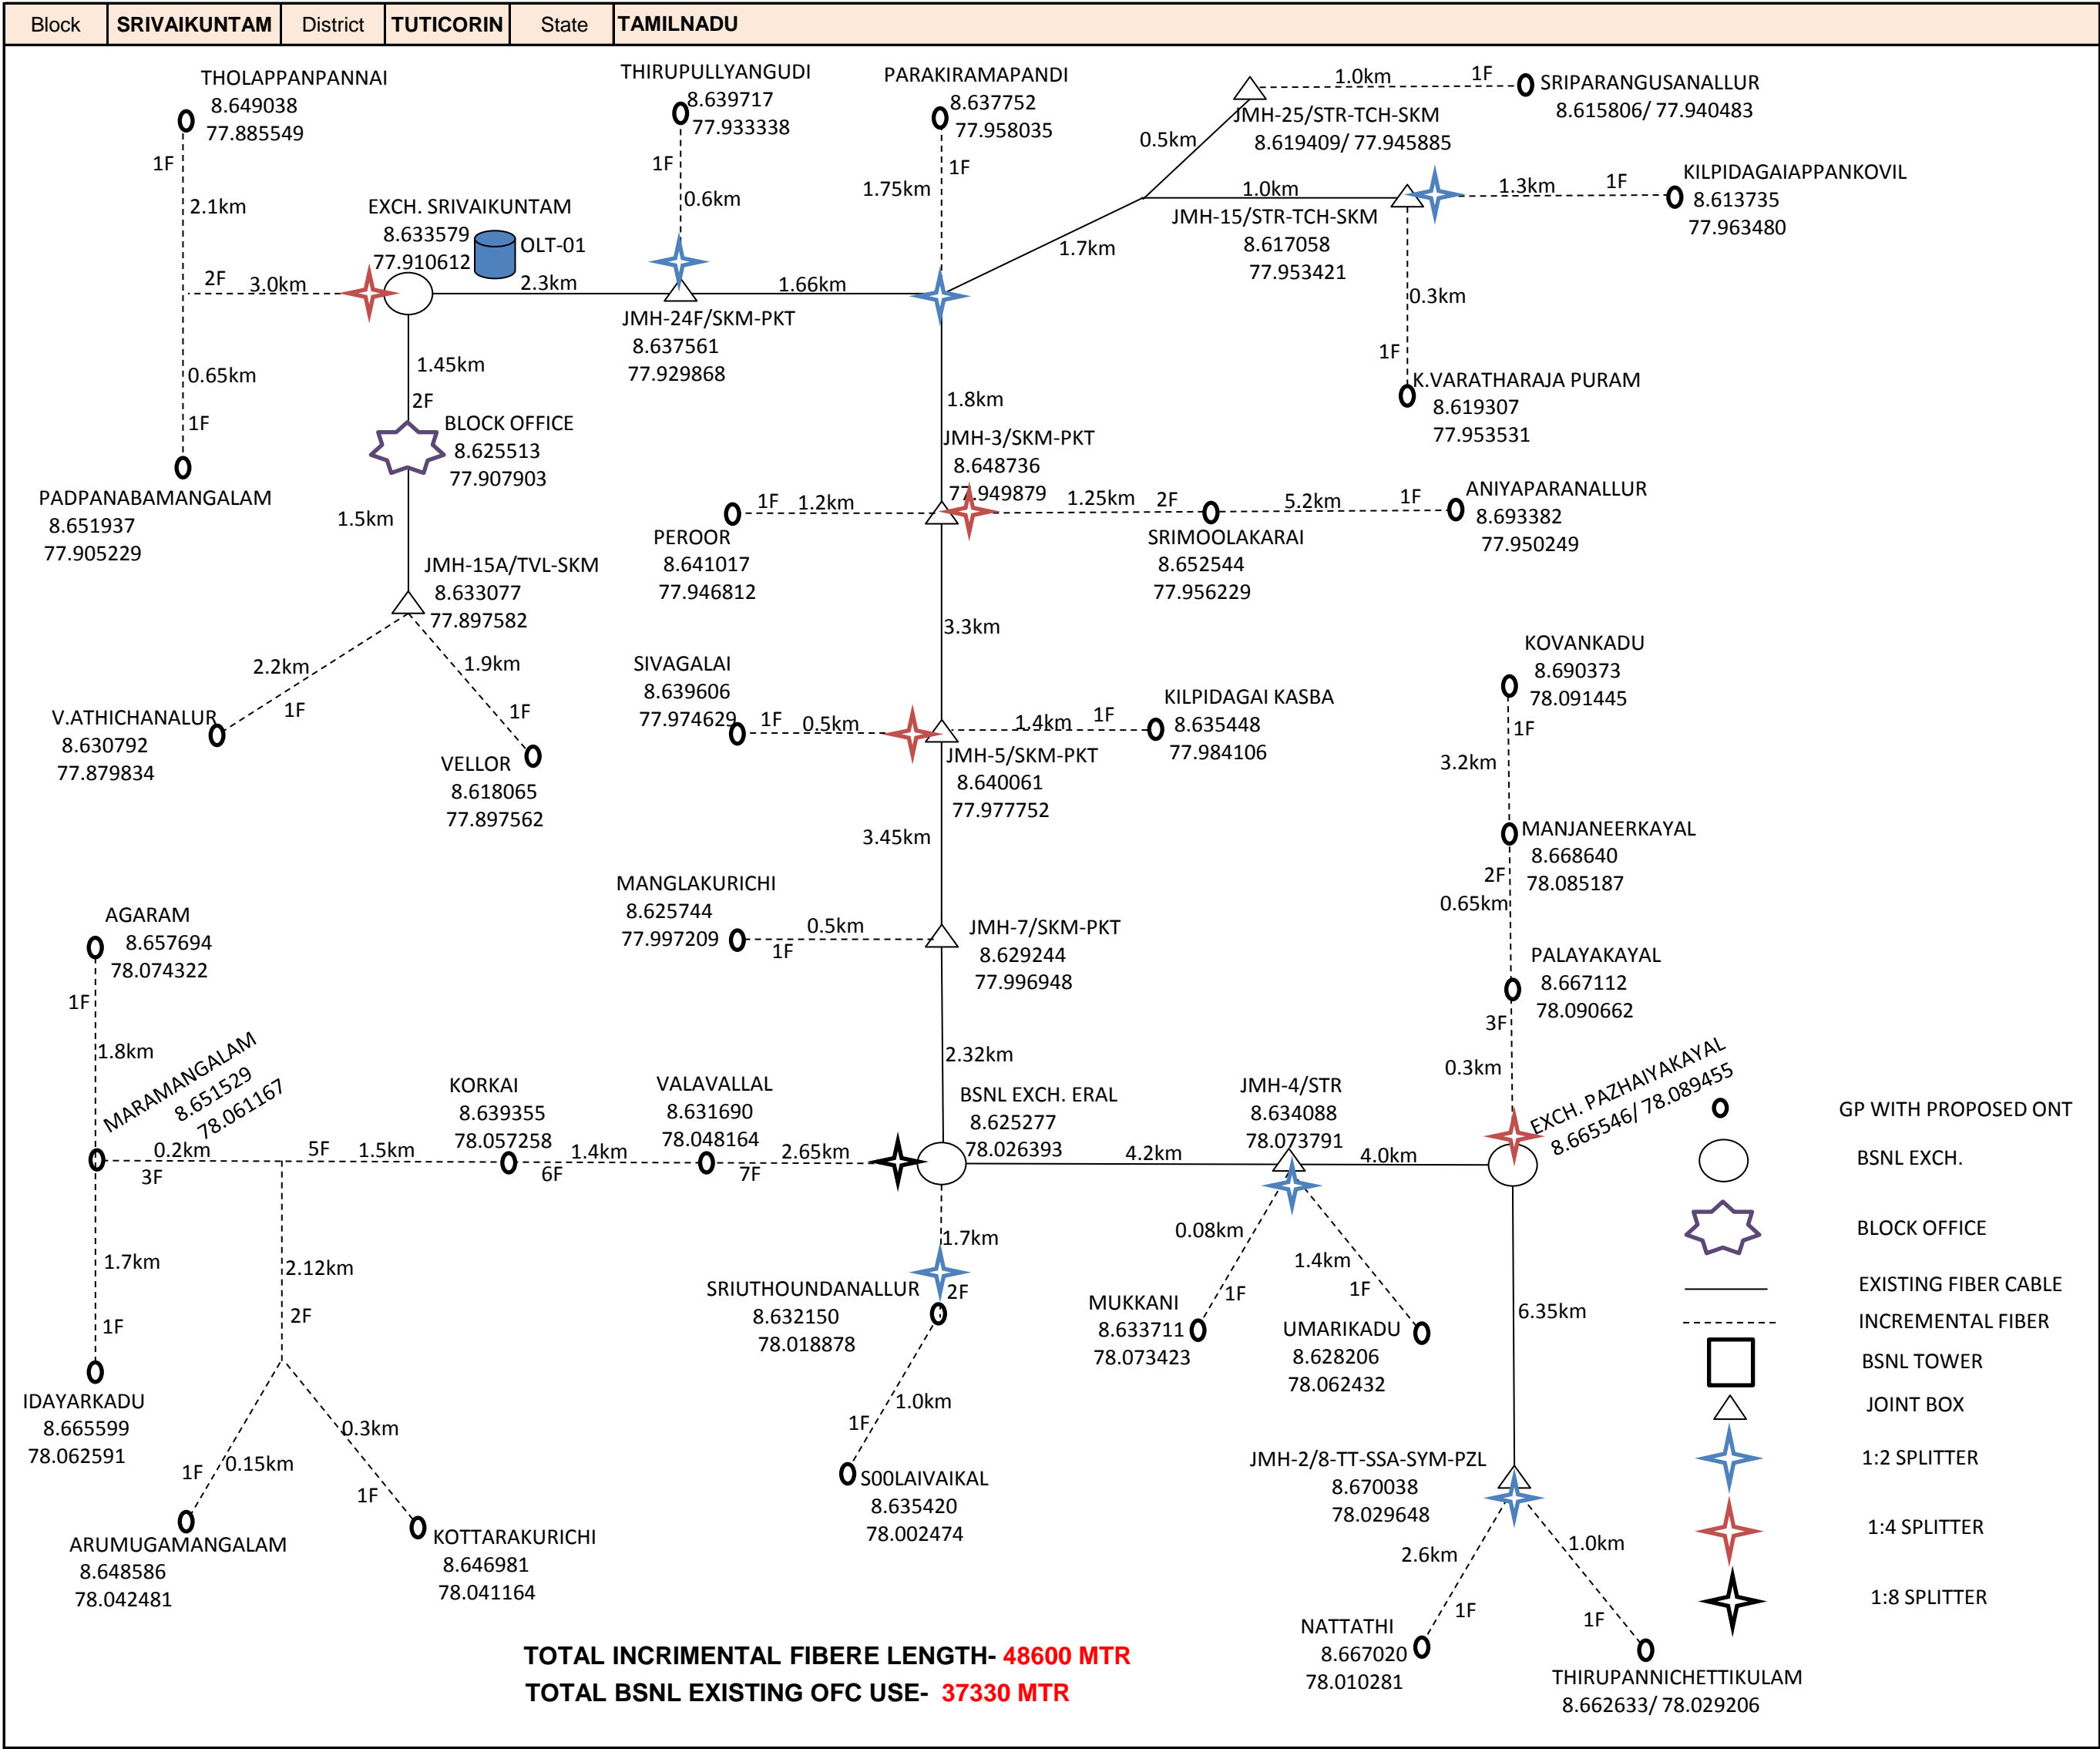 Block SRIVAIKUNTAM District TUTICORIN State TAMILNADU
THOLAPPANPANNAI
8.649038
77.885549
1F
2.1km
2F 3.0km
0.65km
1F
PADPANABAMANGALAM
8.651937
77.905229
EXCH. SRIVAIKUNTAM
8.633579
77.910612
OLT-01
2.3km
1.45km
2F
BLOCK OFFICE
8.625513
77.907903
1.5km
JMH-15A/TVL-SKM
8.633077
77.897582
2.2km
1F
V.ATHICHANALUR
8.630792
77.879834
1.9km
1F
VELLOR
8.618065
77.897562
THIRUPULLYANGUDI
8.639717
77.933338
1F
0.6km
JMH-24F/SKM-PKT
8.637561
77.929868
1.66km
PARAKIRAMAPANDI
8.637752
77.958035
1F
1.75km
1.7km
0.5km
JMH-25/STR-TCH-SKM
8.619409/ 77.945885
1.0km 1F
SRIPARANGUSANALLUR
8.615806/ 77.940483
1.0km
JMH-15/STR-TCH-SKM
8.617058
77.953421
1.3km 1F
KILPIDAGAIAPPANKOVIL
8.613735
77.963480
0.3km
1F
K.VARATHARAJA PURAM
8.619307
77.953531
1.8km
JMH-3/SKM-PKT
8.648736
77.949879
1F 1.2km
PEROOR
8.641017
77.946812
1.25km 2F
SRIMOOLAKARAI
8.652544
77.956229
5.2km 1F
ANIYAPARANALLUR
8.693382
77.950249
3.3km
SIVAGALAI
8.639606
77.974629
1F 0.5km
1.4km 1F
KILPIDAGAI KASBA
8.635448
77.984106
JMH-5/SKM-PKT
8.640061
77.977752
3.45km
MANGLAKURICHI
8.625744
77.997209
0.5km
1F
JMH-7/SKM-PKT
8.629244
77.996948
2.32km
KOVANKADU
8.690373
78.091445
1F
3.2km
MANJANEERKAYAL
8.668640
78.085187
2F
0.65km
PALAYAKAYAL
8.667112
78.090662
3F
0.3km
EXCH. PAZHAIYAKAYAL
8.665546/ 78.089455
AGARAM
8.657694
78.074322
1F
1.8km
MARAMANGALAM
8.651529
78.061167
0.2km
3F
5F 1.5km
KORKAI
8.639355
78.057258
6F
1.4km
VALAVALLAL
8.631690
78.048164
7F
2.65km
BSNL EXCH. ERAL
8.625277
78.026393
4.2km
JMH-4/STR
8.634088
78.073791
4.0km
1.7km
1F
IDAYARKADU
8.665599
78.062591
2.12km
2F
0.15km
1F
ARUMUGAMANGALAM
8.648586
78.042481
0.3km
1F
KOTTARAKURICHI
8.646981
78.041164
1.7km
2F
SRIUTHOUNDANALLUR
8.632150
78.018878
1.0km
1F
S00LAIVAIKAL
8.635420
78.002474
0.08km
1F
MUKKANI
8.633711
78.073423
1.4km
1F
UMARIKADU
8.628206
78.062432
6.35km
JMH-2/8-TT-SSA-SYM-PZL
8.670038
78.029648
2.6km
1F
NATTATHI
8.667020
78.010281
1.0km
1F
THIRUPANNICHETTIKULAM
8.662633/ 78.029206
GP WITH PROPOSED ONT
BSNL EXCH.
BLOCK OFFICE
EXISTING FIBER CABLE
INCREMENTAL FIBER
BSNL TOWER
JOINT BOX
1:2 SPLITTER
1:4 SPLITTER
1:8 SPLITTER
TOTAL INCRIMENTAL FIBERE LENGTH- 48600 MTR
TOTAL BSNL EXISTING OFC USE- 37330 MTR